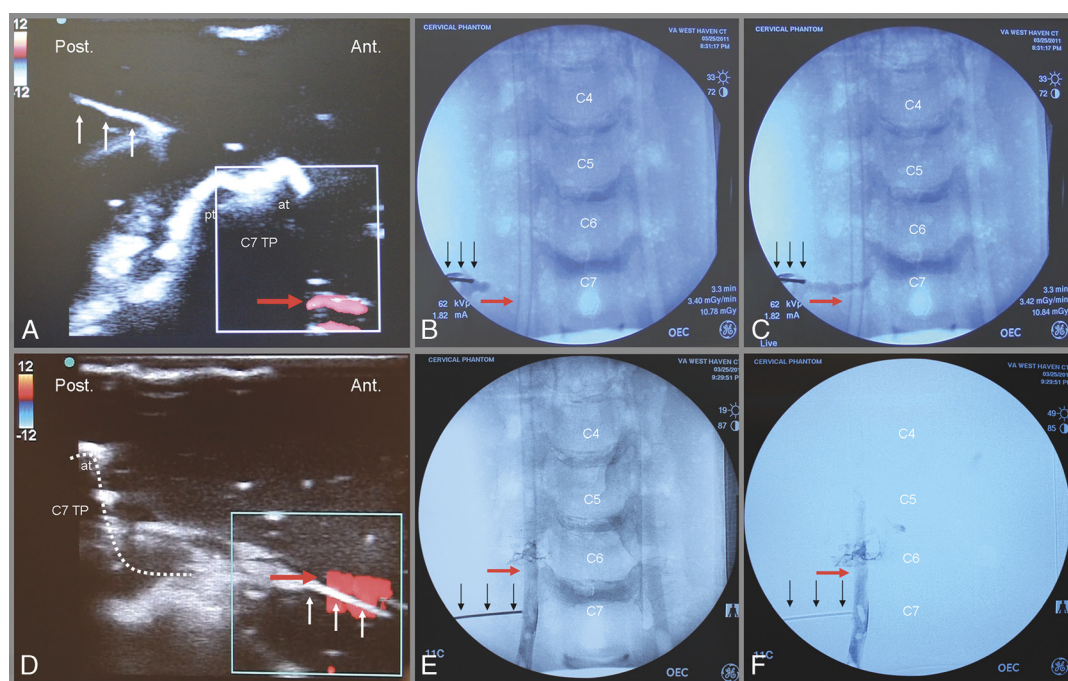 12
-12
Post.
Ant.
pt
at
C7 TP
A
CERVICAL PHANTOM
VA WEST HAVEN CT
03/25/2011
8:31:17 PM
33
72
C4
C5
C6
C7
3.3 min
3.40 mGy/min
10.78 mGy
62 kVp
1.82 mA
OEC
B
CERVICAL PHANTOM
VA WEST HAVEN CT
03/25/2011
8:31:17 PM
33
72
C4
C5
C6
C7
3.3 min
3.42 mGy/min
10.84 mGy
62 kVp
1.82 mA
Live
OEC
C
12
-12
Post.
Ant.
at
C7 TP
D
CERVICAL PHANTOM
VA WEST HAVEN CT
9:29:51 P
19
87
C4
C5
C6
C7
11C
OEC
E
CERVICAL PHANTOM
VA WEST HAVEN CT
9:29:51 P
49
85
C4
C5
C6
C7
11C
OEC
F